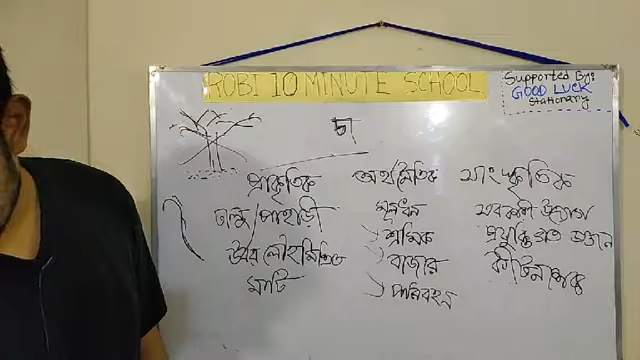 ROBI 10 MINUTE SCHOOL
Supported By:
GOOD LUCK
Stationary
চা
প্রাকৃতিক অর্থনৈতিক সাংস্কৃতিক
ঢালু/পাহাড়ী মূলধন সরকারী উদ্যোগ
উর্বর লৌহমিশ্রিত শ্রমিক প্রযুক্তিগত
মাটি বাজার কীটনাশক
পরিবহন